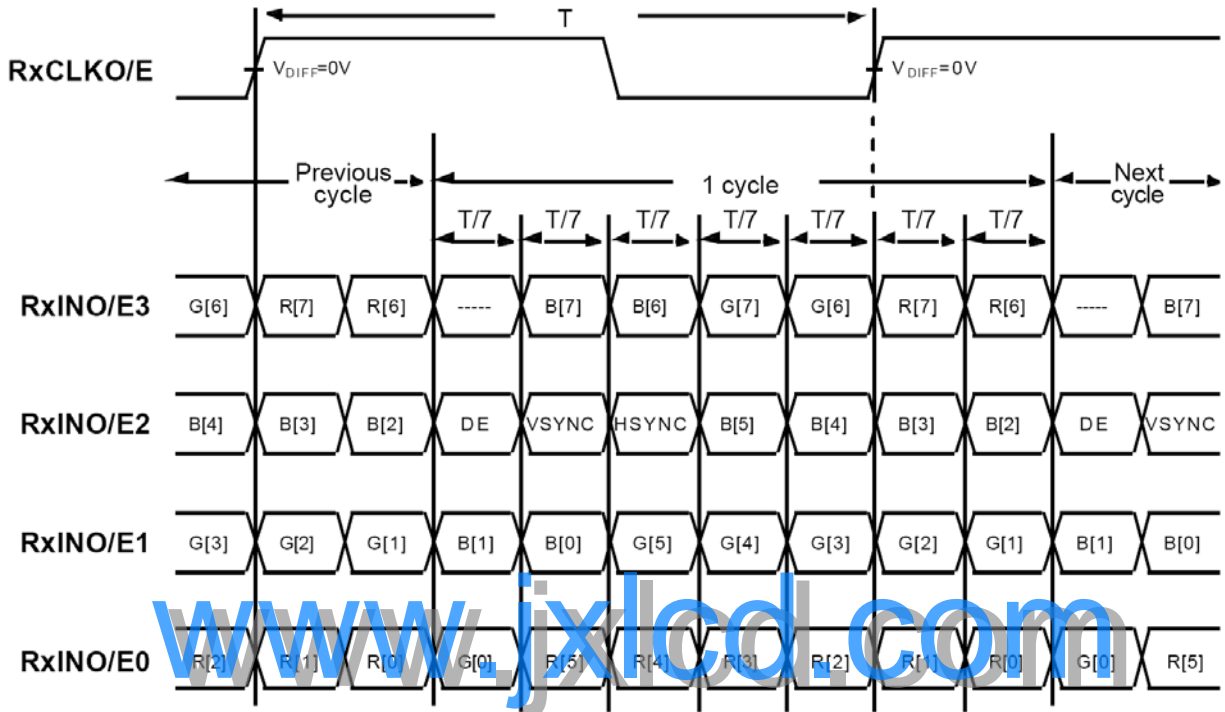 T
RxCLKO/E
VDIFF=0V
VDIFF=0V
Previous cycle
1 cycle
Next cycle
T/7 T/7 T/7 T/7 T/7 T/7 T/7
RxINO/E3 G[6] R[7] R[6] ----- B[7] B[6] G[7] G[6] R[7] R[6] ----- B[7]
RxINO/E2 B[4] B[3] B[2] DE VSYNC HSYNC B[5] B[4] B[3] B[2] DE VSYNC
RxINO/E1 G[3] G[2] G[1] B[1] B[0] G[5] G[4] G[3] G[2] G[1] B[1] B[0]
www.jxlcd.com
RxINO/E0 R[2] R[1] R[0] G[0] R[5] R[4] R[3] R[2] R[1] R[0] G[0] R[5]